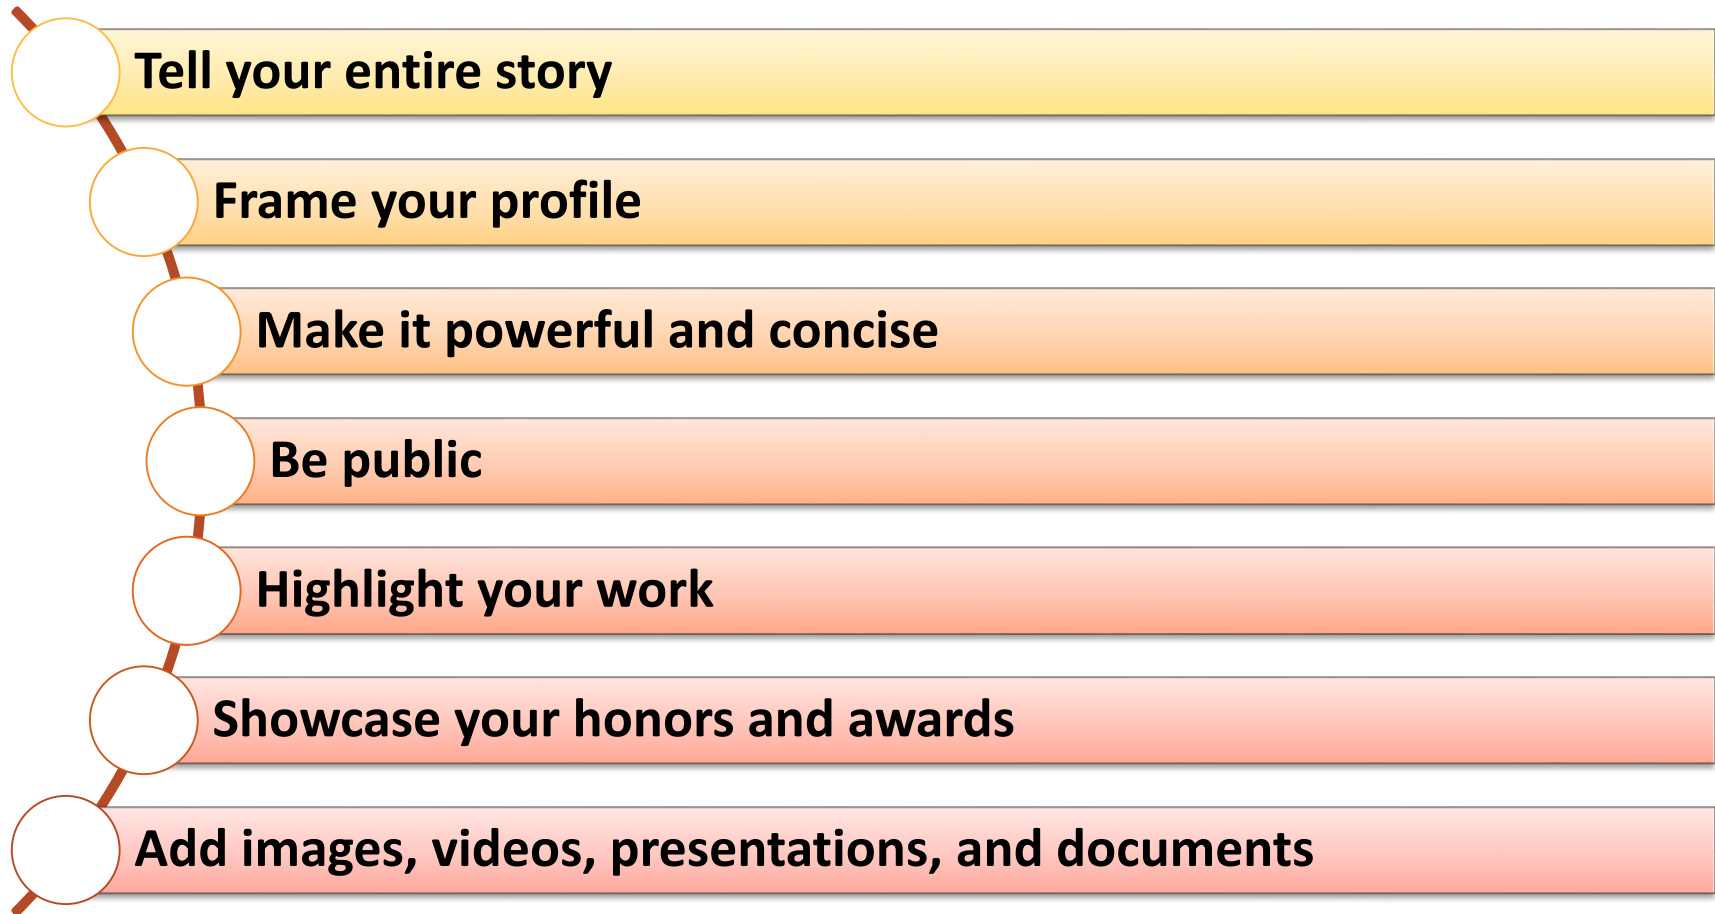 Tell your entire story
Frame your profile
Make it powerful and concise
Be public
Highlight your work
Showcase your honors and awards
Add images, videos, presentations, and documents